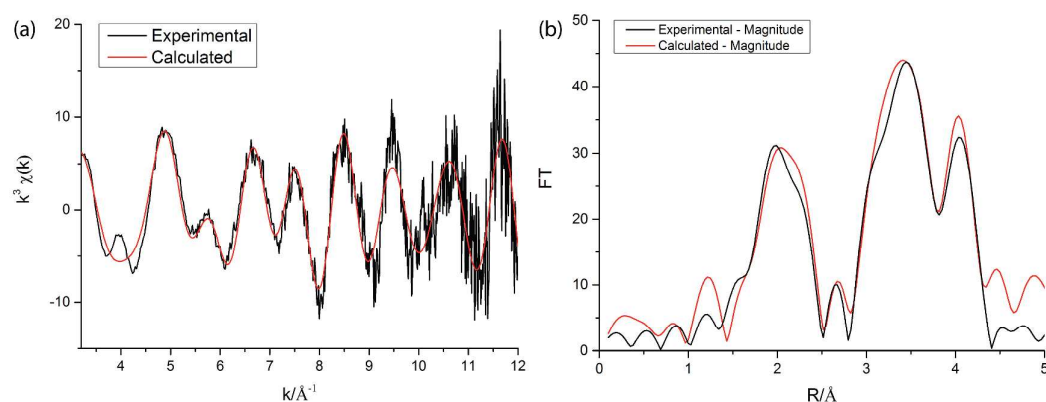 (a)
Experimental
Calculated
20
10
0
-10
k³ χ(k)
4 5 6 7 8 9 10 11 12
k/Å⁻¹
(b)
Experimental - Magnitude
Calculated - Magnitude
50
40
30
20
10
0
FT
0 1 2 3 4 5
R/Å